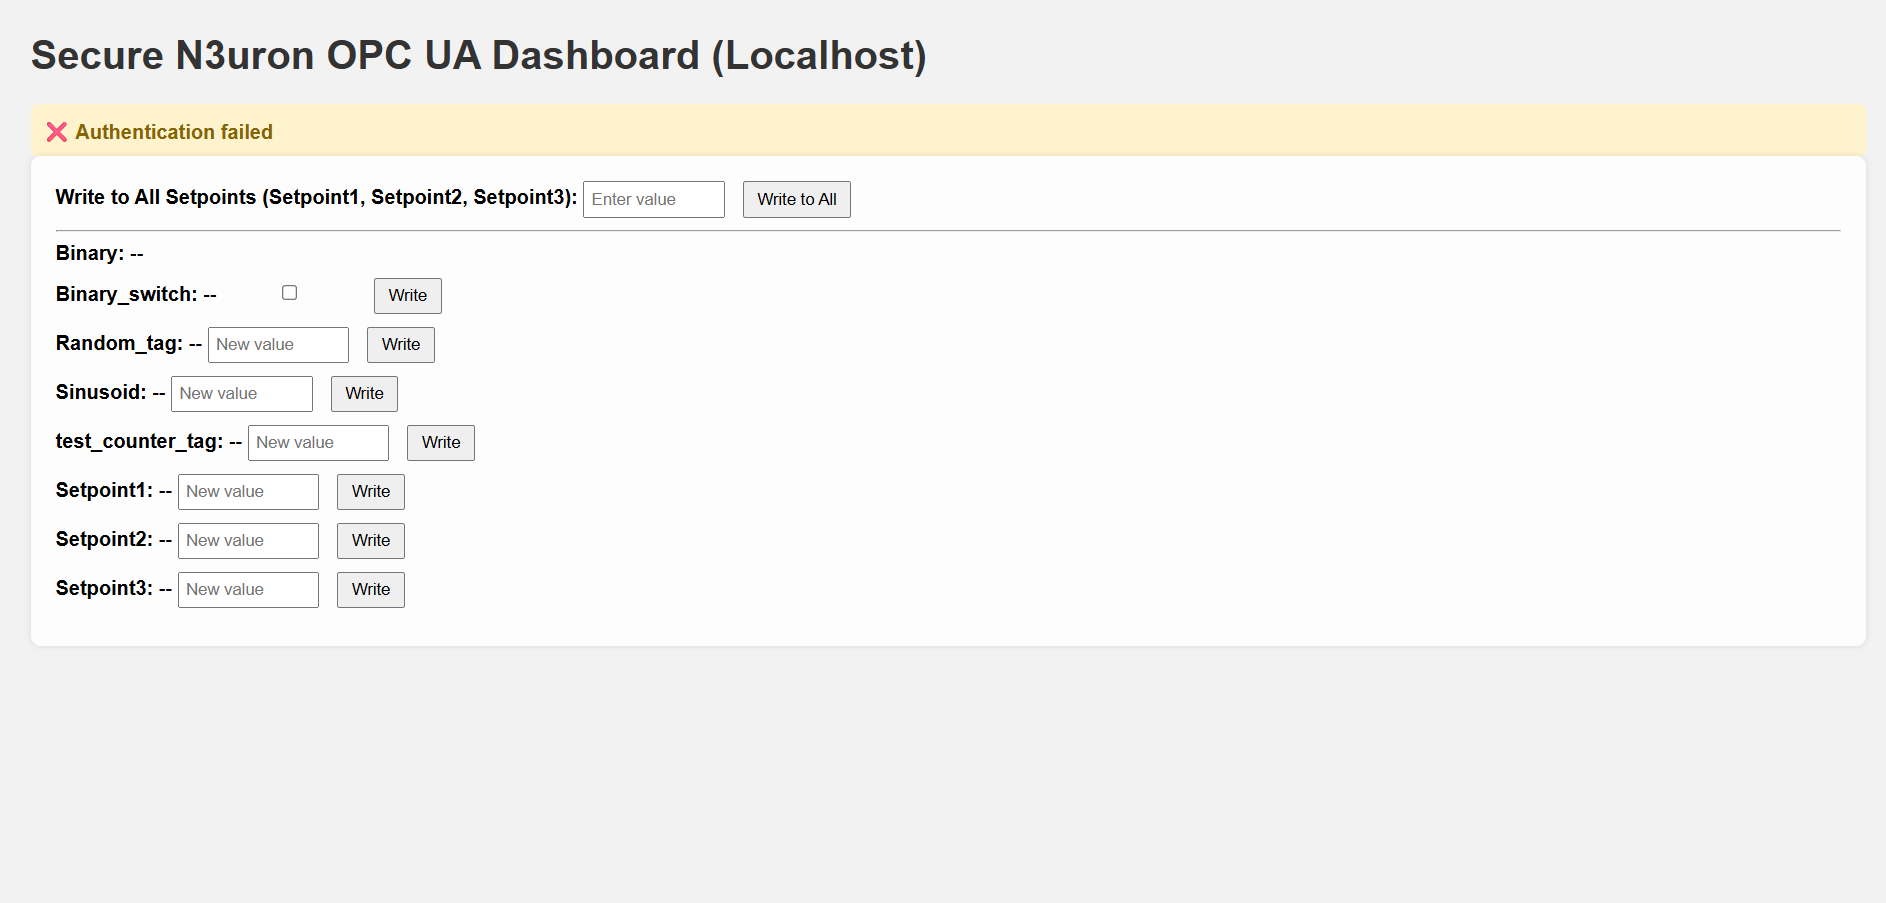 Secure N3uron OPC UA Dashboard (Localhost)
❌ Authentication failed
Write to All Setpoints (Setpoint1, Setpoint2, Setpoint3): Enter value Write to All
Binary: --
Binary_switch: -- Write
Random_tag: -- New value Write
Sinusoid: -- New value Write
test_counter_tag: -- New value Write
Setpoint1: -- New value Write
Setpoint2: -- New value Write
Setpoint3: -- New value Write